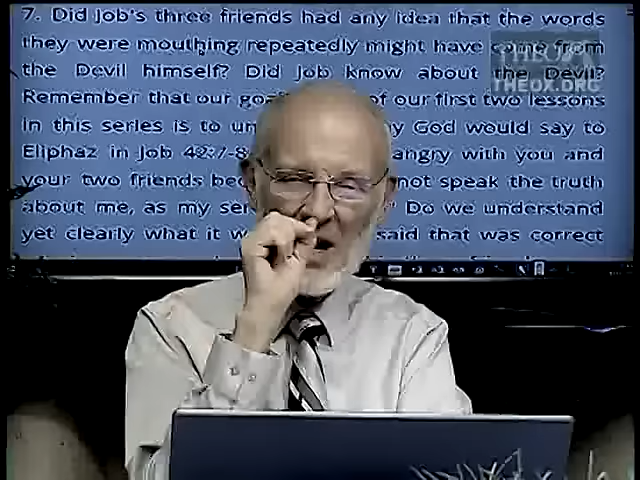 7. Did Job's three friends had any idea that the words
they were mouthing repeatedly might have came from
the Devil himself? Did Job know about the Devil?
THEOX.ORG
Remember that our goal of our first two lessons
in this series is to un y God would say to
Eliphaz in Job 42:7-8 angry with you and
your two friends bec not speak the truth
about me, as my ser " Do we understand
yet clearly what it w said that was correct